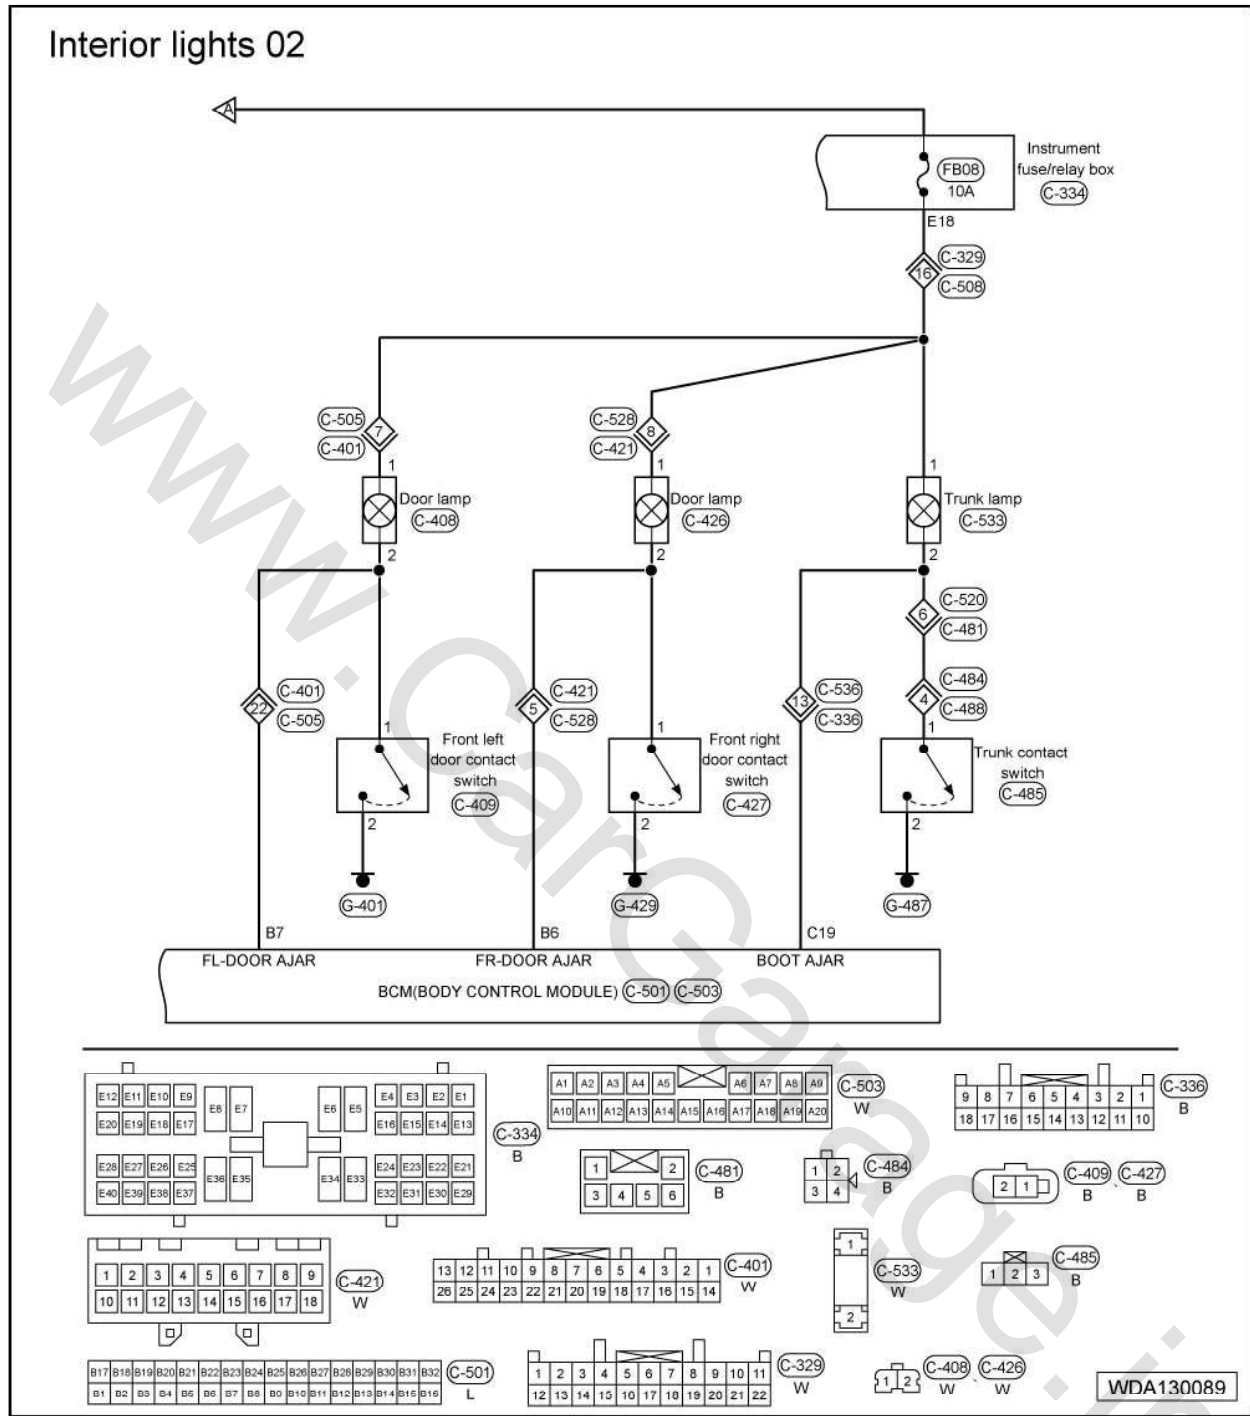 Interior lights 02
A
Instrument
fuse/relay box
C-334
FB08
10A
E18
C-329
16
C-508
C-505
7
C-401
C-528
8
C-421
1
1
1
Door lamp
C-408
Door lamp
C-426
Trunk lamp
C-533
2
2
2
C-520
6
C-481
C-401
22
C-505
C-421
5
C-528
C-536
13
C-336
C-484
4
C-488
1
1
1
Front left
door contact
switch
C-409
Front right
door contact
switch
C-427
Trunk contact
switch
C-485
2
2
2
G-401
G-429
G-487
B7
B6
C19
FL-DOOR AJAR
FR-DOOR AJAR
BOOT AJAR
BCM(BODY CONTROL MODULE) C-501 C-503
E12 E11 E10 E9 E8 E7 E6 E5 E4 E3 E2 E1
E20 E19 E18 E17 E16 E15 E14 E13
E28 E27 E26 E25 E36 E35 E34 E33 E24 E23 E22 E21
E40 E39 E38 E37 E32 E31 E30 E29
C-334
B
A1 A2 A3 A4 A5 A6 A7 A8 A9
A10 A11 A12 A13 A14 A15 A16 A17 A18 A19 A20
C-503
W
9 8 7 6 5 4 3 2 1
18 17 16 15 14 13 12 11 10
C-336
B
1 2
3 4 5 6
C-481
B
1 2
3 4
C-484
B
2 1
C-409 、 C-427
B B
1 2 3 4 5 6 7 8 9
10 11 12 13 14 15 16 17 18
C-421
W
13 12 11 10 9 8 7 6 5 4 3 2 1
26 25 24 23 22 21 20 19 18 17 16 15 14
C-401
W
1
2
C-533
W
1 2 3
C-485
B
B17 B18 B19 B20 B21 B22 B23 B24 B25 B26 B27 B28 B29 B30 B31 B32
B1 B2 B3 B4 B5 B6 B7 B8 B9 B10 B11 B12 B13 B14 B15 B16
C-501
L
1 2 3 4 5 6 7 8 9 10 11
12 13 14 15 16 17 18 19 20 21 22
C-329
W
1 2
C-408 、 C-426
W W
WDA130089